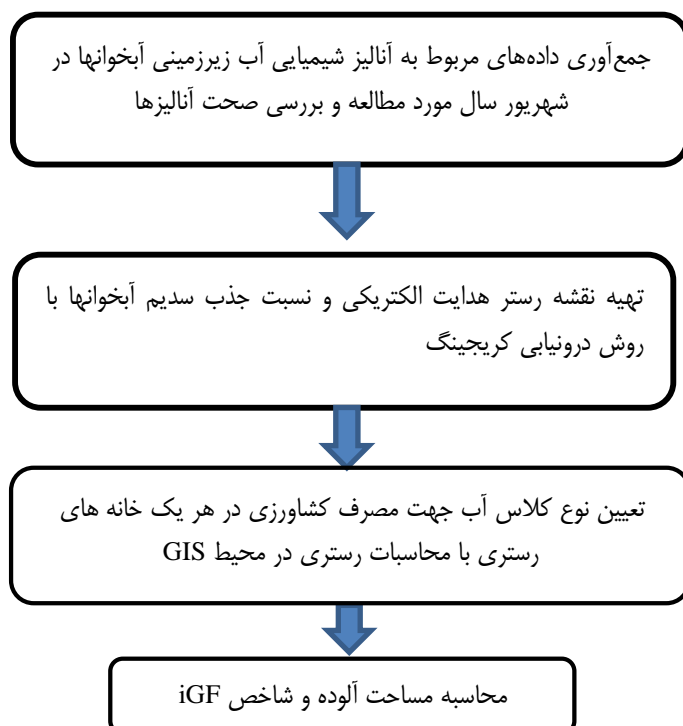 جمع‌آوری داده‌های مربوط به آنالیز شیمیایی آب زیرزمینی آبخوانها در
شهریور سال مورد مطالعه و بررسی صحت آنالیزها
تهیه نقشه رستر هدایت الکتریکی و نسبت جذب سدیم آبخوانها با
روش درونیابی کریجینگ
تعیین نوع کلاس آب جهت مصرف کشاورزی در هر یک خانه های
رستری با محاسبات رستری در محیط GIS
محاسبه مساحت آلوده و شاخص iGF